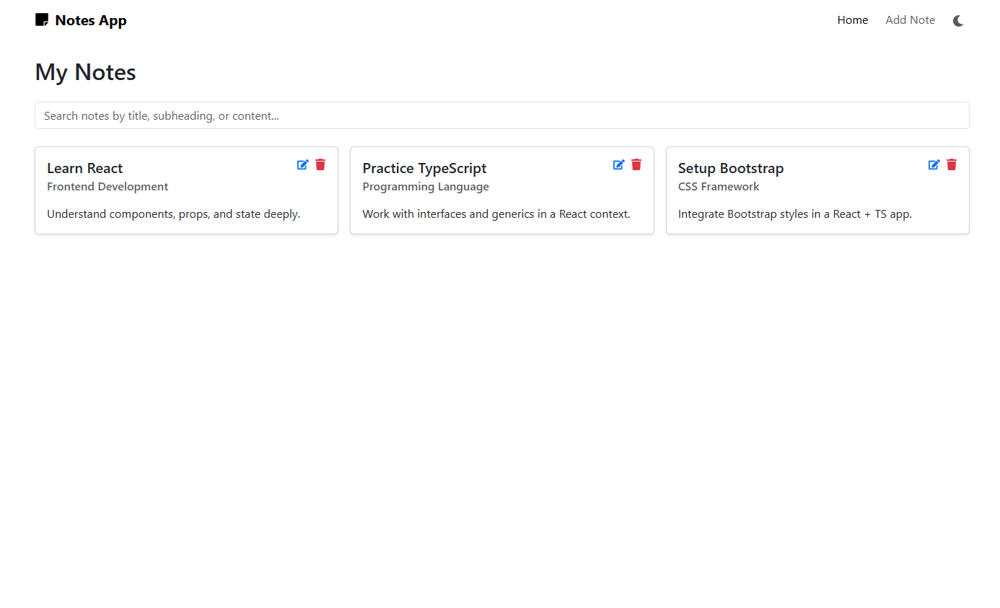 Notes App
Home
Add Note
My Notes
Search notes by title, subheading, or content...
Learn React
Frontend Development
Understand components, props, and state deeply.
Practice TypeScript
Programming Language
Work with interfaces and generics in a React context.
Setup Bootstrap
CSS Framework
Integrate Bootstrap styles in a React + TS app.